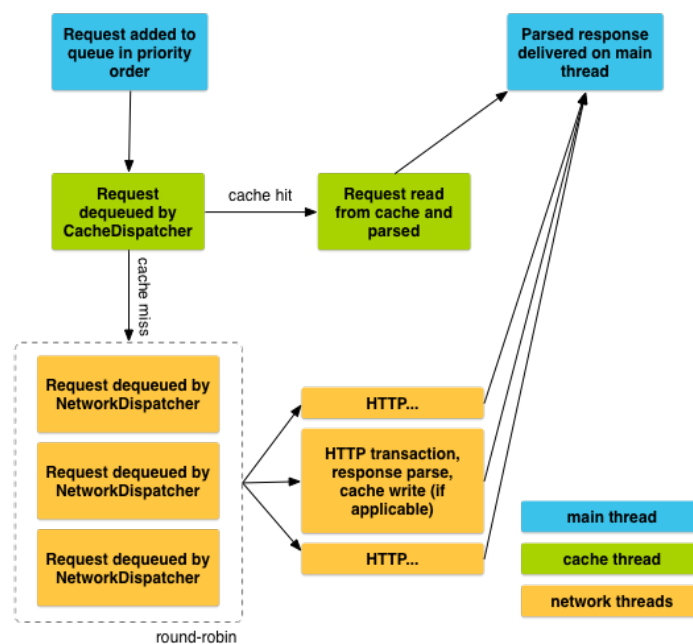 Request added to
queue in priority
order
Parsed response
delivered on main
thread
Request
dequeued by
CacheDispatcher
cache hit
Request read
from cache and
parsed
cache miss
Request dequeued by
NetworkDispatcher
Request dequeued by
NetworkDispatcher
Request dequeued by
NetworkDispatcher
round-robin
HTTP...
HTTP transaction,
response parse,
cache write (if
applicable)
HTTP...
main thread
cache thread
network threads